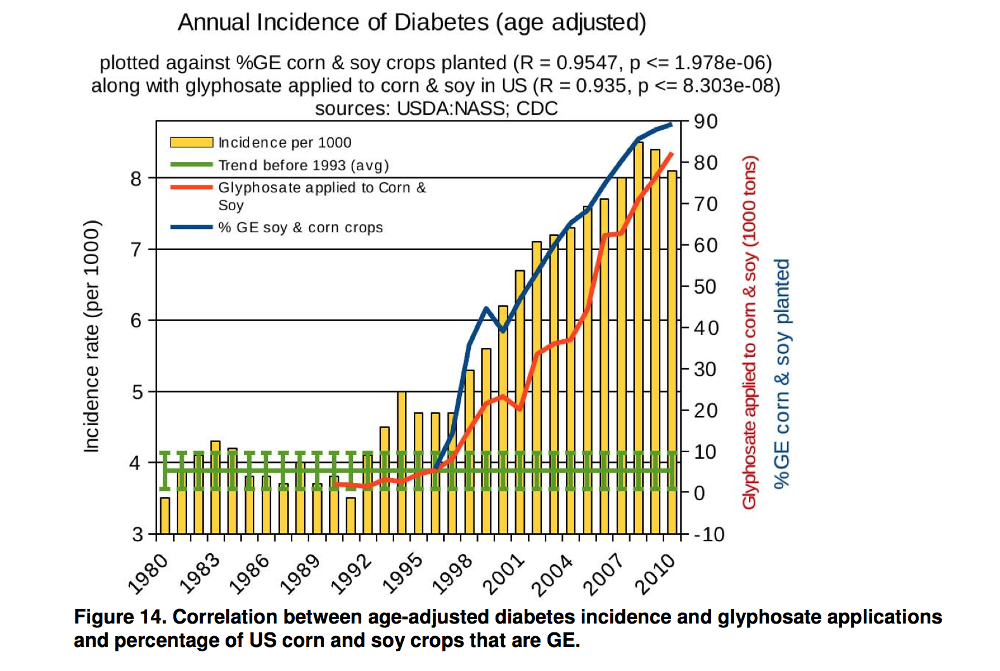 Annual Incidence of Diabetes (age adjusted)
plotted against %GE corn & soy crops planted (R = 0.9547, p <= 1.978e-06)
along with glyphosate applied to corn & soy in US (R = 0.935, p <= 8.303e-08)
sources: USDA:NASS; CDC
Incidence per 1000
Trend before 1993 (avg)
Glyphosate applied to Corn &
Soy
% GE soy & corn crops
Incidence rate (per 1000)
8
7
6
5
4
3
90
80
70
60
50
40
30
20
10
0
-10
Glyphosate applied to corn & soy (1000 tons)
%GE corn & soy planted
1980
1983
1986
1989
1992
1995
1998
2001
2004
2007
2010
Figure 14. Correlation between age-adjusted diabetes incidence and glyphosate applications
and percentage of US corn and soy crops that are GE.